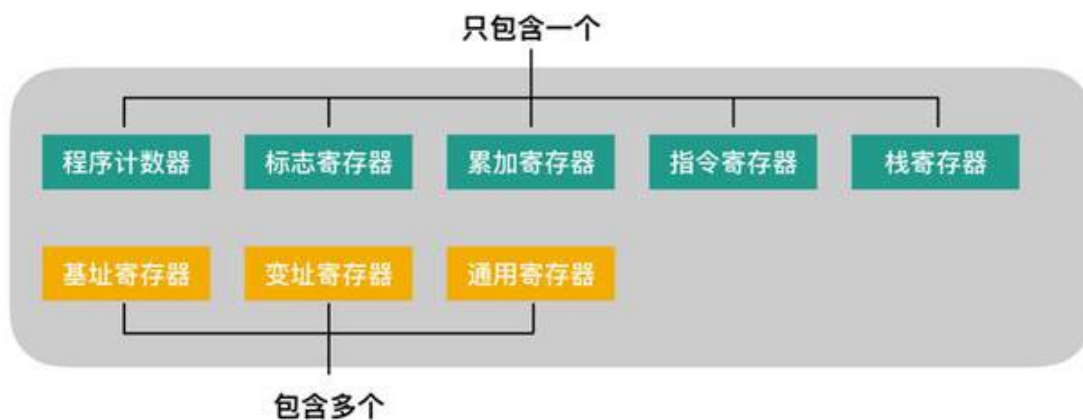 只包含一个
程序计数器 标志寄存器 累加寄存器 指令寄存器 栈寄存器
基址寄存器 变址寄存器 通用寄存器
包含多个